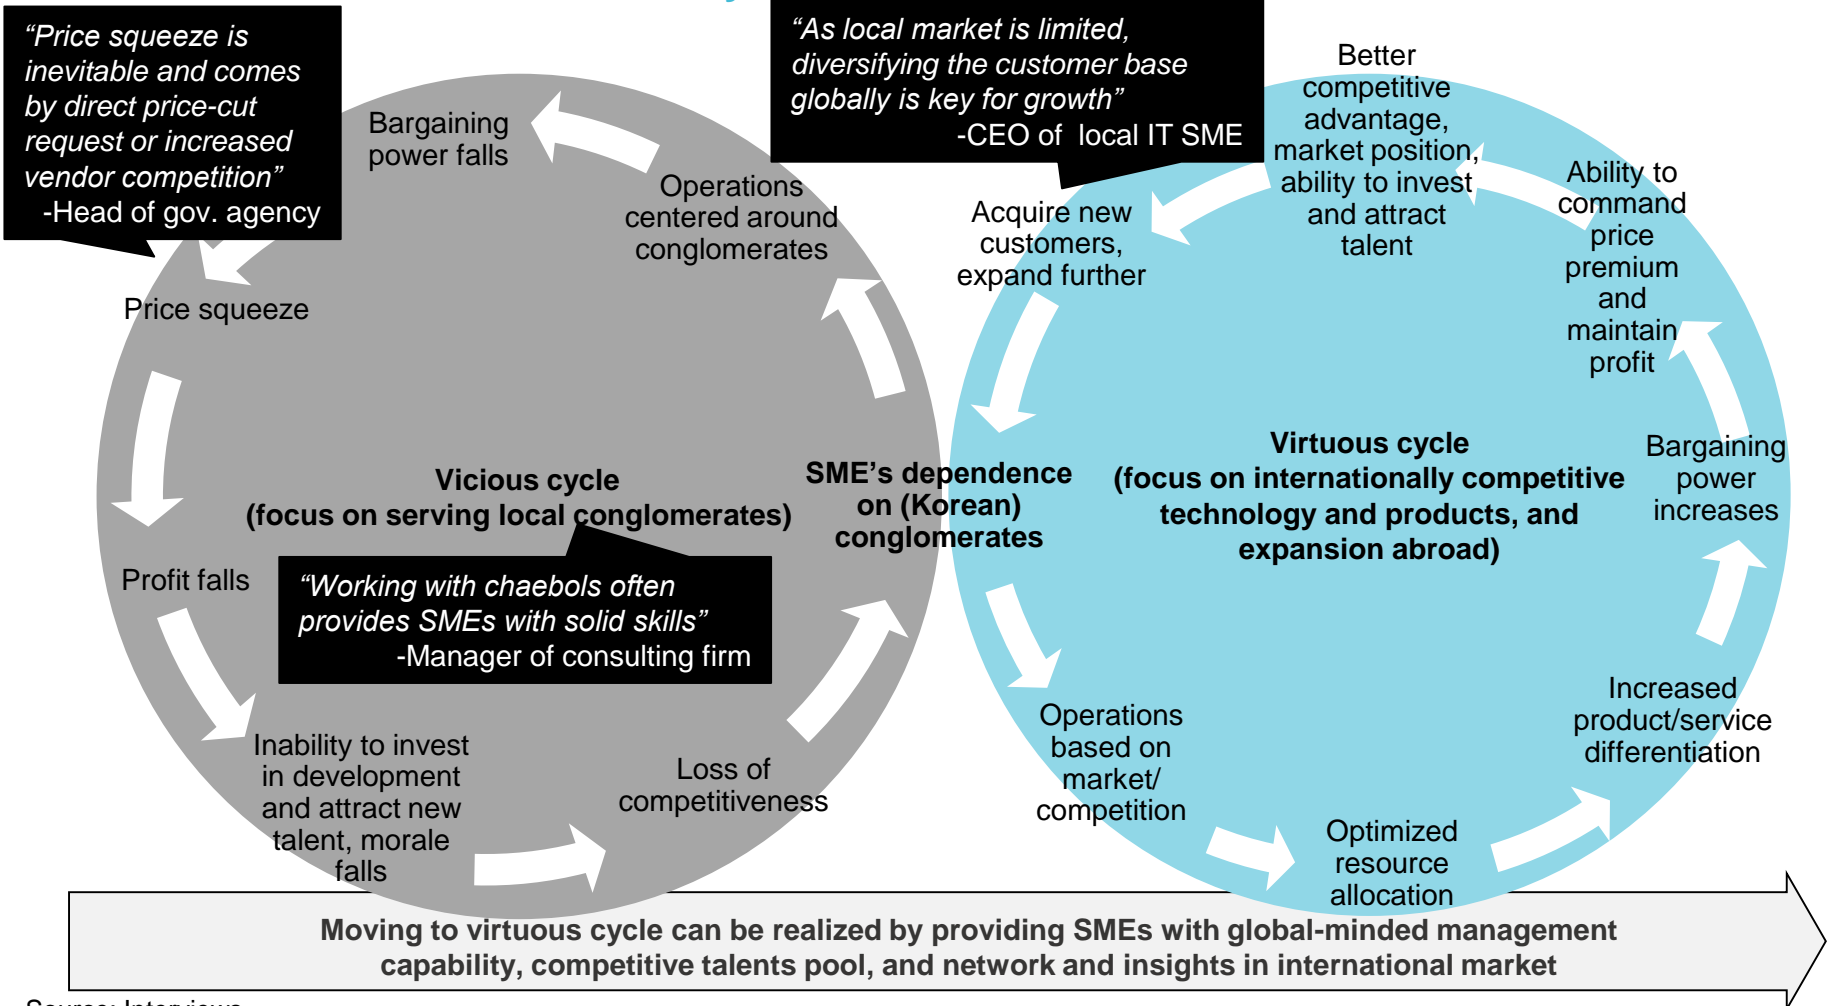 “Price squeeze is
inevitable and comes
by direct price-cut
request or increased
vendor competition”
-Head of gov. agency
“As local market is limited,
diversifying the customer base
globally is key for growth”
-CEO of local IT SME
Bargaining
power falls
Operations
centered around
conglomerates
Price squeeze
Profit falls
Inability to invest
in development
and attract new
talent, morale
falls
Loss of
competitiveness
Vicious cycle
(focus on serving local conglomerates)
“Working with chaebols often
provides SMEs with solid skills”
-Manager of consulting firm
SME’s dependence
on (Korean)
conglomerates
Acquire new
customers,
expand further
Better
competitive
advantage,
market position,
ability to invest
and attract
talent
Ability to
command
price
premium
and
maintain
profit
Virtuous cycle
(focus on internationally competitive
technology and products, and
expansion abroad)
Bargaining
power
increases
Increased
product/service
differentiation
Operations
based on
market/
competition
Optimized
resource
allocation
Moving to virtuous cycle can be realized by providing SMEs with global-minded management
capability, competitive talents pool, and network and insights in international market
Source: Interviews